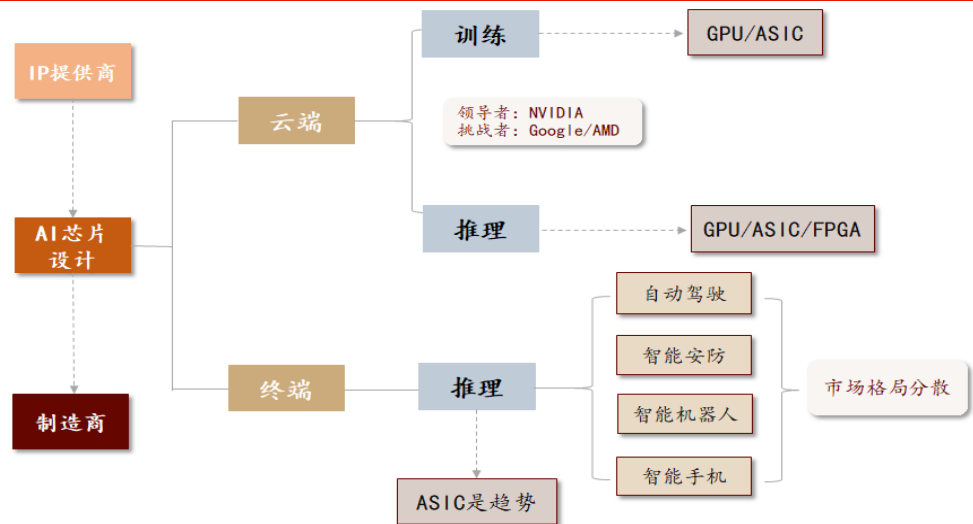 训练
GPU/ASIC
IP提供商
云端
领导者：NVIDIA
挑战者：Google/AMD
AI芯片
设计
推理
GPU/ASIC/FPGA
自动驾驶
智能安防
终端
推理
市场格局分散
制造商
智能机器人
智能手机
ASIC是趋势